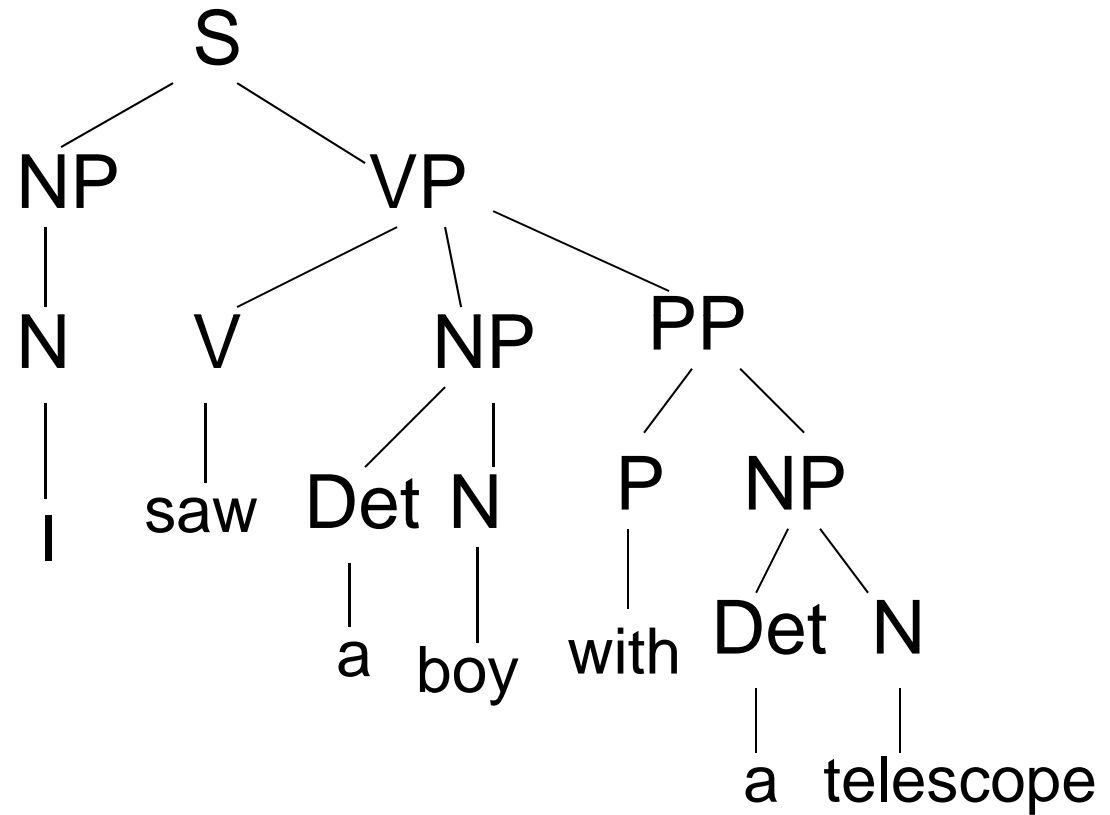 S
NP VP
N V NP PP
I saw Det N P NP
a boy with Det N
a telescope